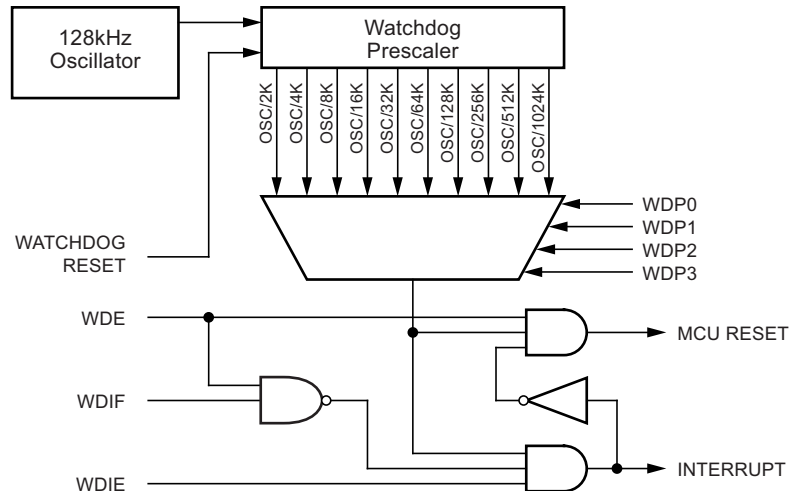 128kHz
Oscillator
Watchdog
Prescaler
OSC/2K
OSC/4K
OSC/8K
OSC/16K
OSC/32K
OSC/64K
OSC/128K
OSC/256K
OSC/512K
OSC/1024K
WATCHDOG
RESET
WDP0
WDP1
WDP2
WDP3
WDE
MCU RESET
WDIF
INTERRUPT
WDIE